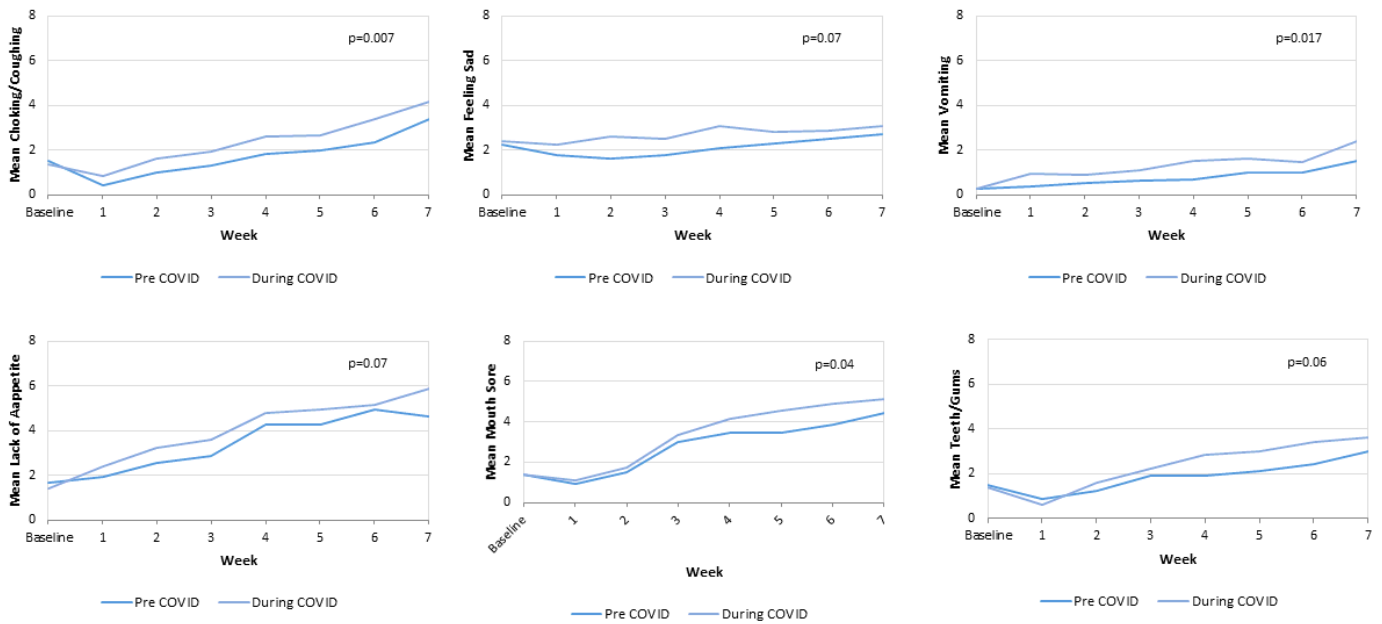 8
p=0.007
6
4
2
0
Mean Choking/Coughing
Baseline 1 2 3 4 5 6 7
Week
Pre COVID During COVID
8
p=0.07
6
4
2
0
Mean Feeling Sad
Baseline 1 2 3 4 5 6 7
Week
Pre COVID During COVID
8
p=0.017
6
4
2
0
Mean Vomiting
Baseline 1 2 3 4 5 6 7
Week
Pre COVID During COVID
8
p=0.07
6
4
2
0
Mean Lack of Aappetite
Baseline 1 2 3 4 5 6 7
Week
Pre COVID During COVID
8
p=0.04
6
4
2
0
Mean Mouth Sore
Baseline 1 2 3 4 5 6 7
Week
Pre COVID During COVID
8
p=0.06
6
4
2
0
Mean Teeth/Gums
Baseline 1 2 3 4 5 6 7
Week
Pre COVID During COVID